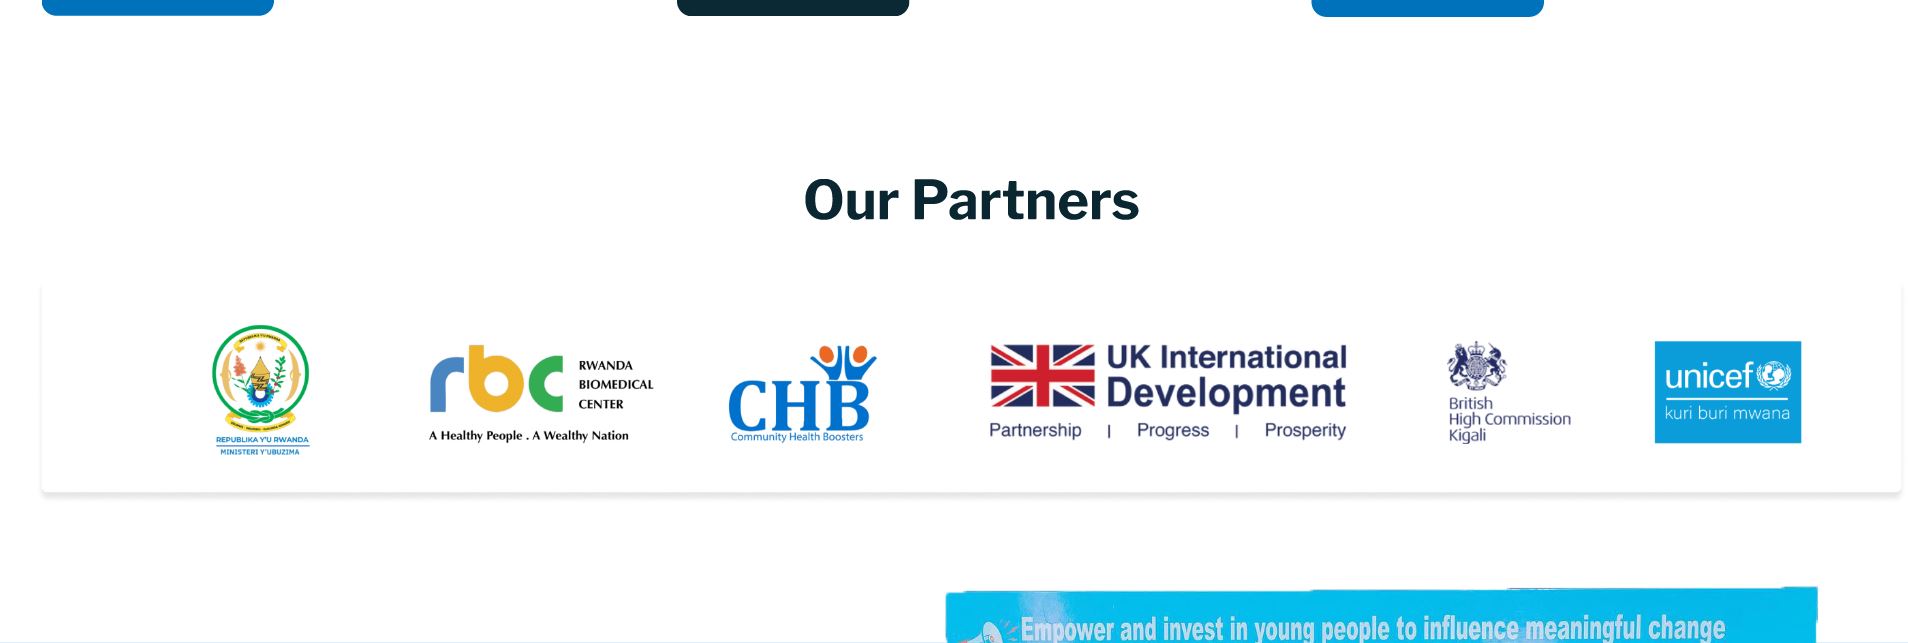 Our Partners
REPUBLIKA Y'U RWANDA
MINISTERI Y'UBUZIMA
rbc
RWANDA
BIOMEDICAL
CENTER
A Healthy People . A Wealthy Nation
CHB
Community Health Boosters
UK International
Development
Partnership | Progress | Prosperity
British
High Commission
Kigali
unicef
kuri buri mwana
Empower and invest in young people to influence meaningful change